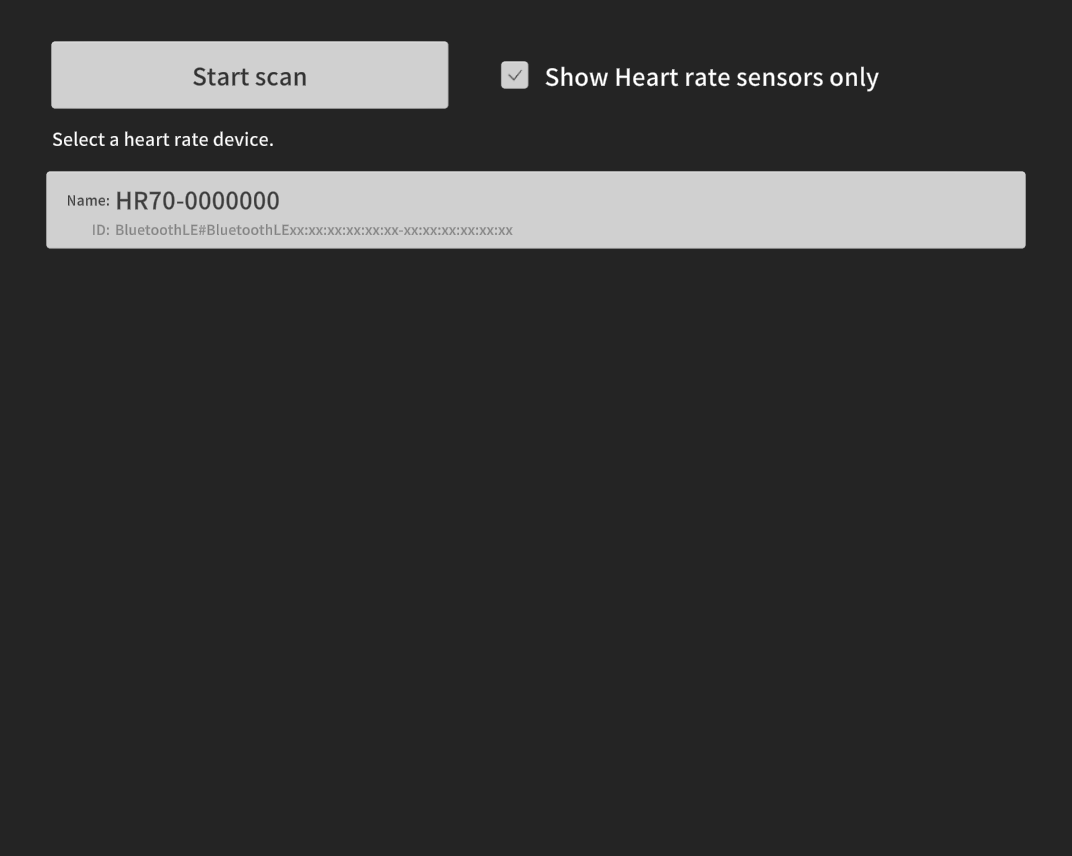 Start scan
Show Heart rate sensors only
Select a heart rate device.
Name: HR70-0000000
ID: BluetoothLE#BluetoothLExx:xx:xx:xx:xx:xx-xx:xx:xx:xx:xx:xx